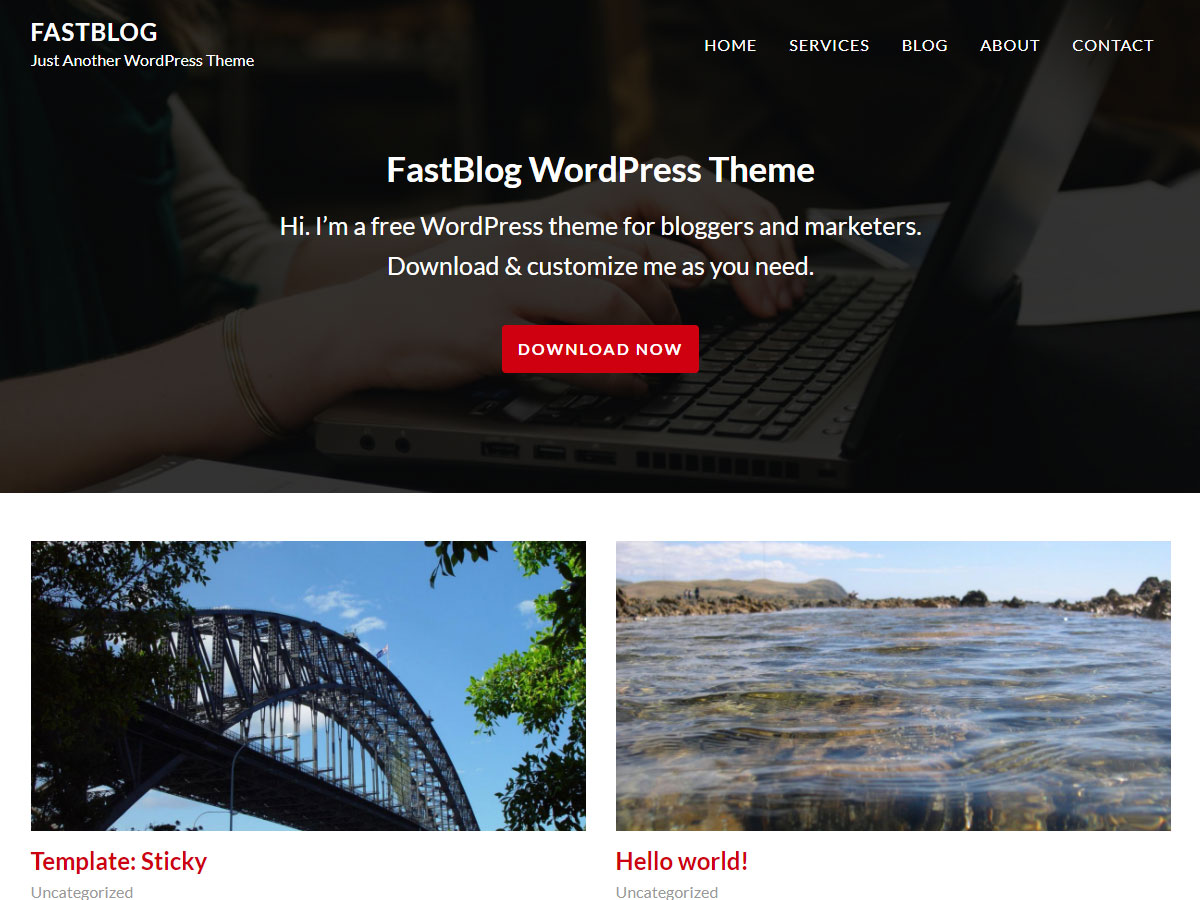 FASTBLOG
Just Another WordPress Theme
HOME SERVICES BLOG ABOUT CONTACT
FastBlog WordPress Theme
Hi. I’m a free WordPress theme for bloggers and marketers.
Download & customize me as you need.
DOWNLOAD NOW
Template: Sticky
Uncategorized
Hello world!
Uncategorized